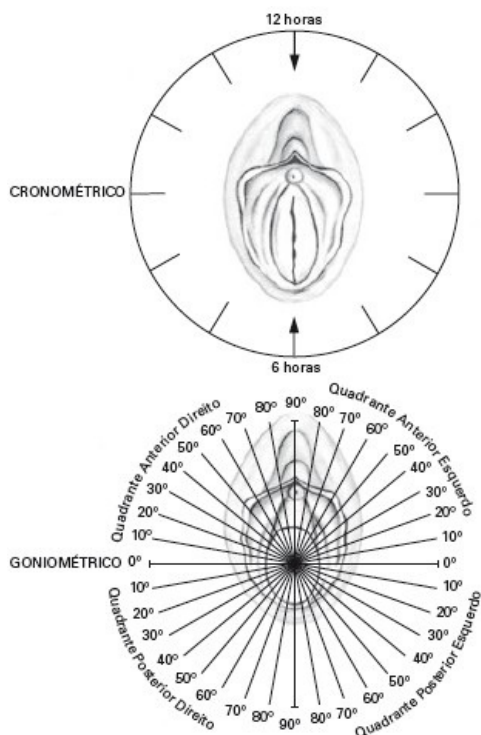 12 horas
CRONOMÉTRICO
6 horas
Quadrante Anterior Direito
Quadrante Anterior Esquerdo
90º
80º 80º
70º 70º
60º 60º
50º 50º
40º 40º
30º 30º
20º 20º
10º 10º
GONIOMÉTRICO 0º 0º
10º 10º
20º 20º
30º 30º
40º 40º
50º 50º
60º 60º
70º 70º
80º 80º
90º
Quadrante Posterior Direito
Quadrante Posterior Esquerdo